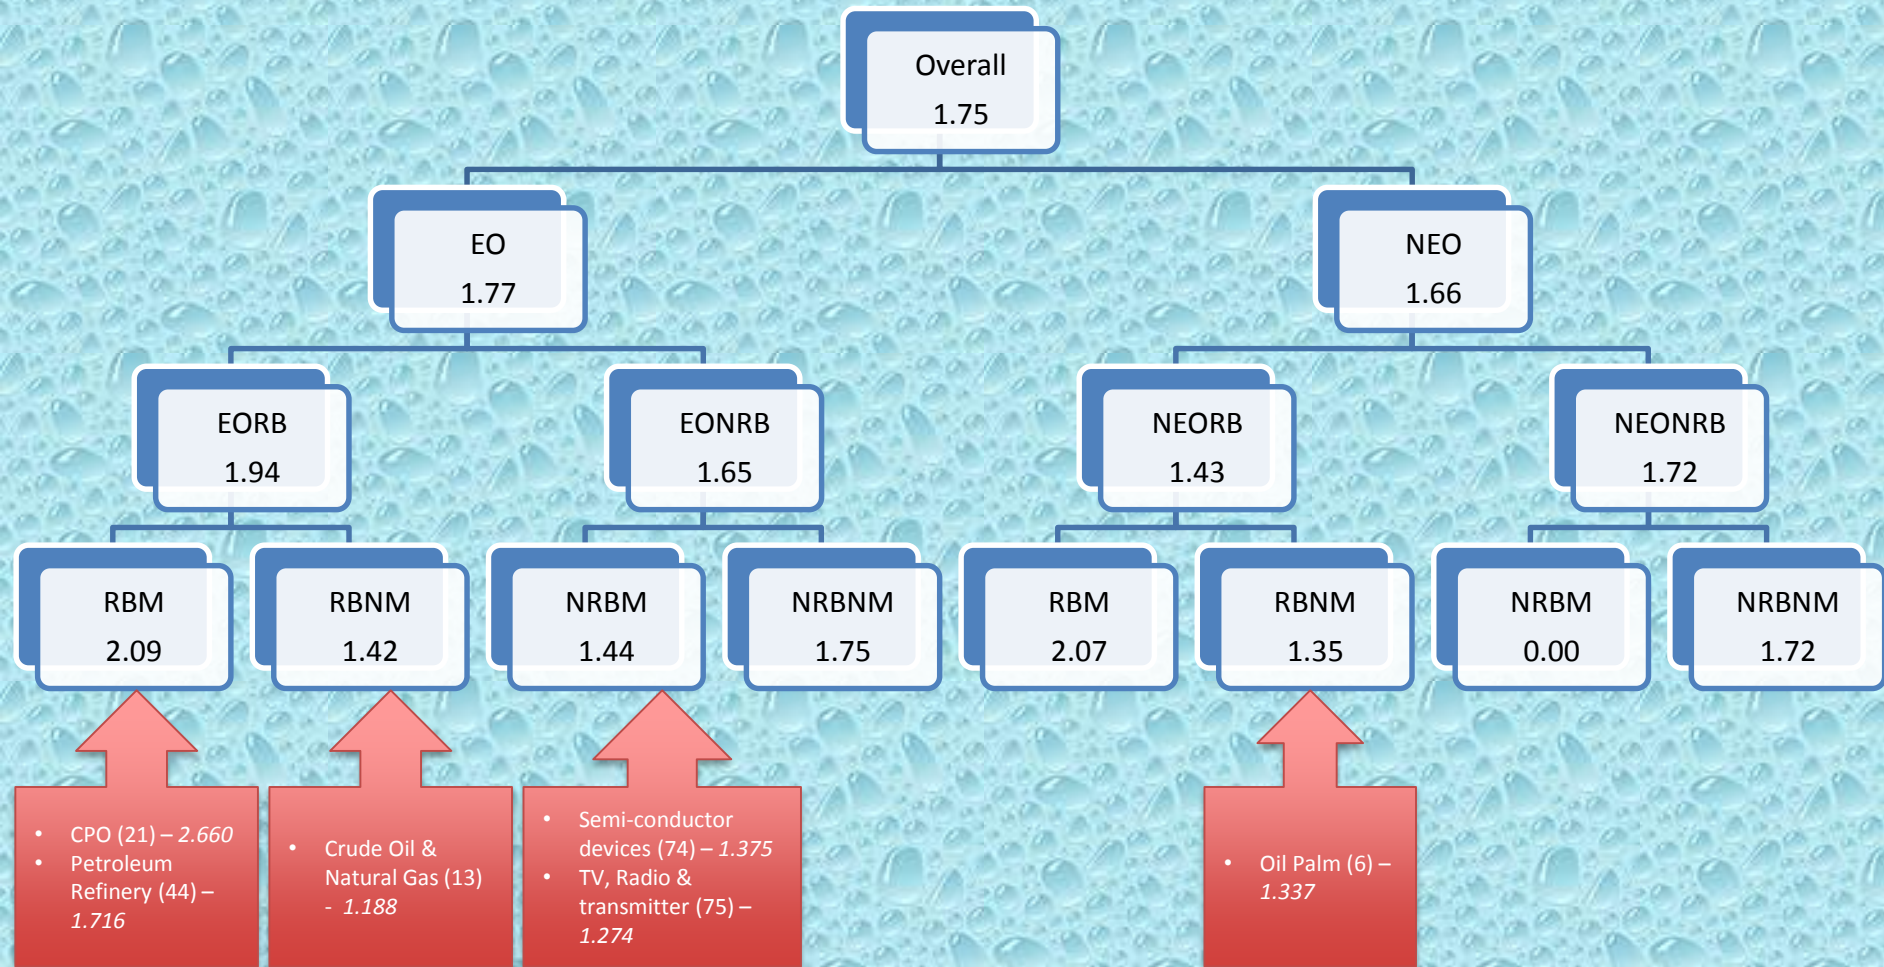 Overall
1.75
EO
1.77
NEO
1.66
EORB
1.94
EONRB
1.65
NEORB
1.43
NEONRB
1.72
RBM
2.09
RBNM
1.42
NRBM
1.44
NRBNM
1.75
RBM
2.07
RBNM
1.35
NRBM
0.00
NRBNM
1.72
• CPO (21) – 2.660
• Petroleum
Refinery (44) –
1.716
• Crude Oil &
Natural Gas (13)
- 1.188
• Semi-conductor
devices (74) – 1.375
• TV, Radio &
transmitter (75) –
1.274
• Oil Palm (6) –
1.337